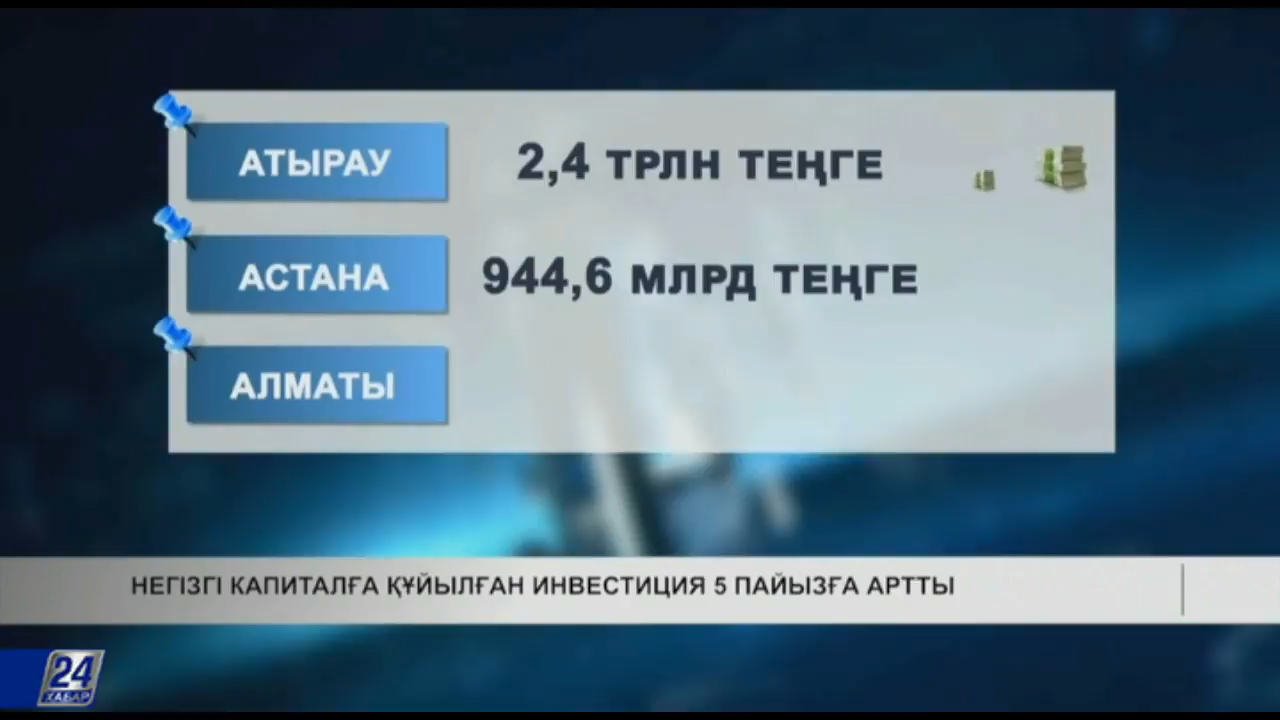 АТЫРАУ 2,4 ТРЛН ТЕҢГЕ
АСТАНА 944,6 МЛРД ТЕҢГЕ
АЛМАТЫ
НЕГІЗГІ КАПИТАЛҒА ҚҰЙЫЛҒАН ИНВЕСТИЦИЯ 5 ПАЙЫЗҒА АРТТЫ
24
ХАБАР